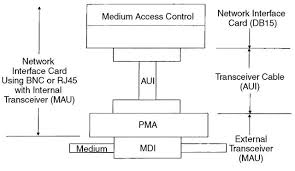 Medium Access Control
Network Interface
Card (DB15)
Network
Interface Card
Using BNC or RJ45
with Internal
Transceiver (MAU)
AUI
Transceiver Cable
(AUI)
PMA
External
Transceiver
(MAU)
Medium
MDI